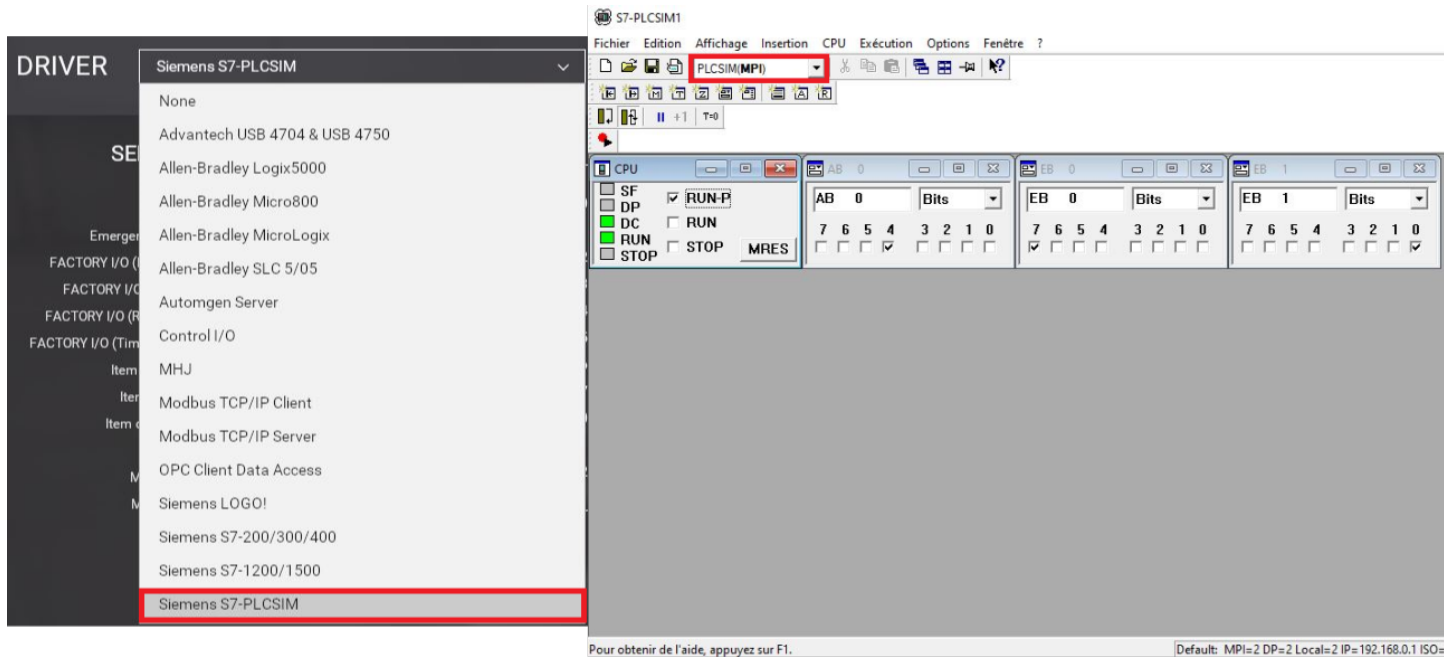 DRIVER
Siemens S7-PLCSIM
None
Advantech USB 4704 & USB 4750
Allen-Bradley Logix5000
Allen-Bradley Micro800
Allen-Bradley MicroLogix
Allen-Bradley SLC 5/05
Automgen Server
Control I/O
MHJ
Modbus TCP/IP Client
Modbus TCP/IP Server
OPC Client Data Access
Siemens LOGO!
Siemens S7-200/300/400
Siemens S7-1200/1500
Siemens S7-PLCSIM
SE
Emerger
FACTORY I/O (
FACTORY I/O
FACTORY I/O (R
FACTORY I/O (Tim
Item
Iter
Item
M
M
S7-PLCSIM1
Fichier Edition Affichage Insertion CPU Exécution Options Fenêtre ?
PLCSIM(MPI)
+1 T=0
CPU
SF
DP
DC
RUN
STOP
RUN-P
RUN
STOP
MRES
AB 0
AB 0 Bits
7 6 5 4 3 2 1 0
EB 0
EB 0 Bits
7 6 5 4 3 2 1 0
EB 1
EB 1 Bits
7 6 5 4 3 2 1 0
Pour obtenir de l'aide, appuyez sur F1.
Default: MPI=2 DP=2 Local=2 IP=192.168.0.1 ISO=